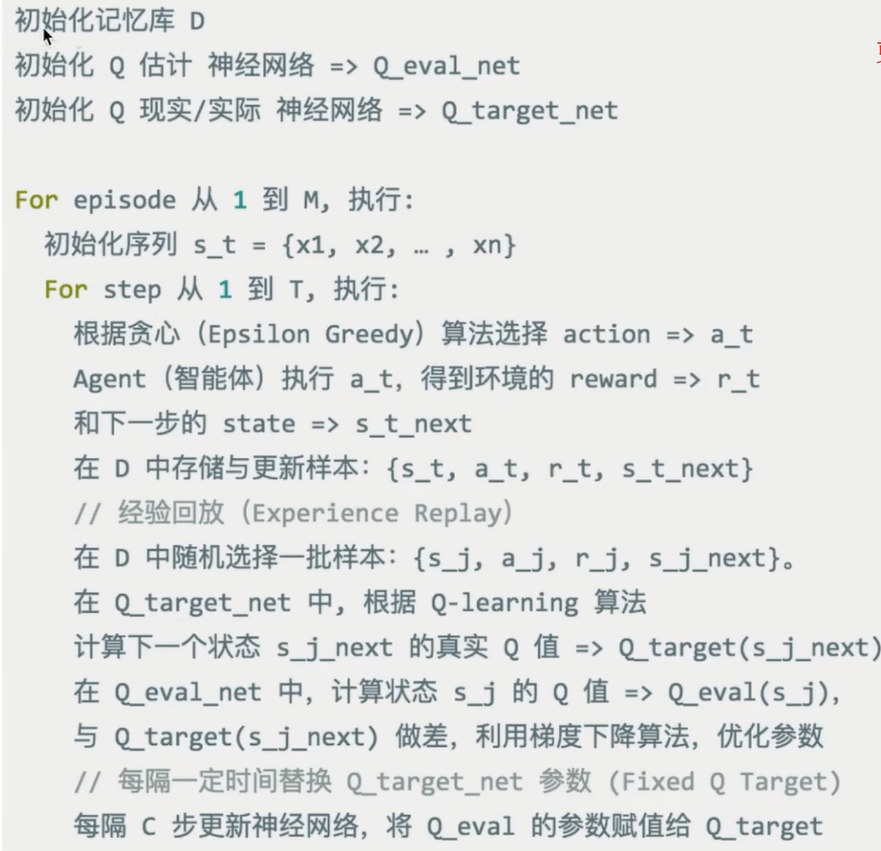 初始化记忆库 D
初始化 Q 估计 神经网络 => Q_eval_net
初始化 Q 现实/实际 神经网络 => Q_target_net
For episode 从 1 到 M, 执行:
初始化序列 s_t = {x1, x2, … , xn}
For step 从 1 到 T, 执行:
根据贪心（Epsilon Greedy）算法选择 action => a_t
Agent（智能体）执行 a_t，得到环境的 reward => r_t
和下一步的 state => s_t_next
在 D 中存储与更新样本：{s_t, a_t, r_t, s_t_next}
// 经验回放（Experience Replay）
在 D 中随机选择一批样本：{s_j, a_j, r_j, s_j_next}。
在 Q_target_net 中, 根据 Q-learning 算法
计算下一个状态 s_j_next 的真实 Q 值 => Q_target(s_j_next)
在 Q_eval_net 中，计算状态 s_j 的 Q 值 => Q_eval(s_j),
与 Q_target(s_j_next) 做差，利用梯度下降算法，优化参数
// 每隔一定时间替换 Q_target_net 参数 (Fixed Q Target)
每隔 C 步更新神经网络，将 Q_eval 的参数赋值给 Q_target